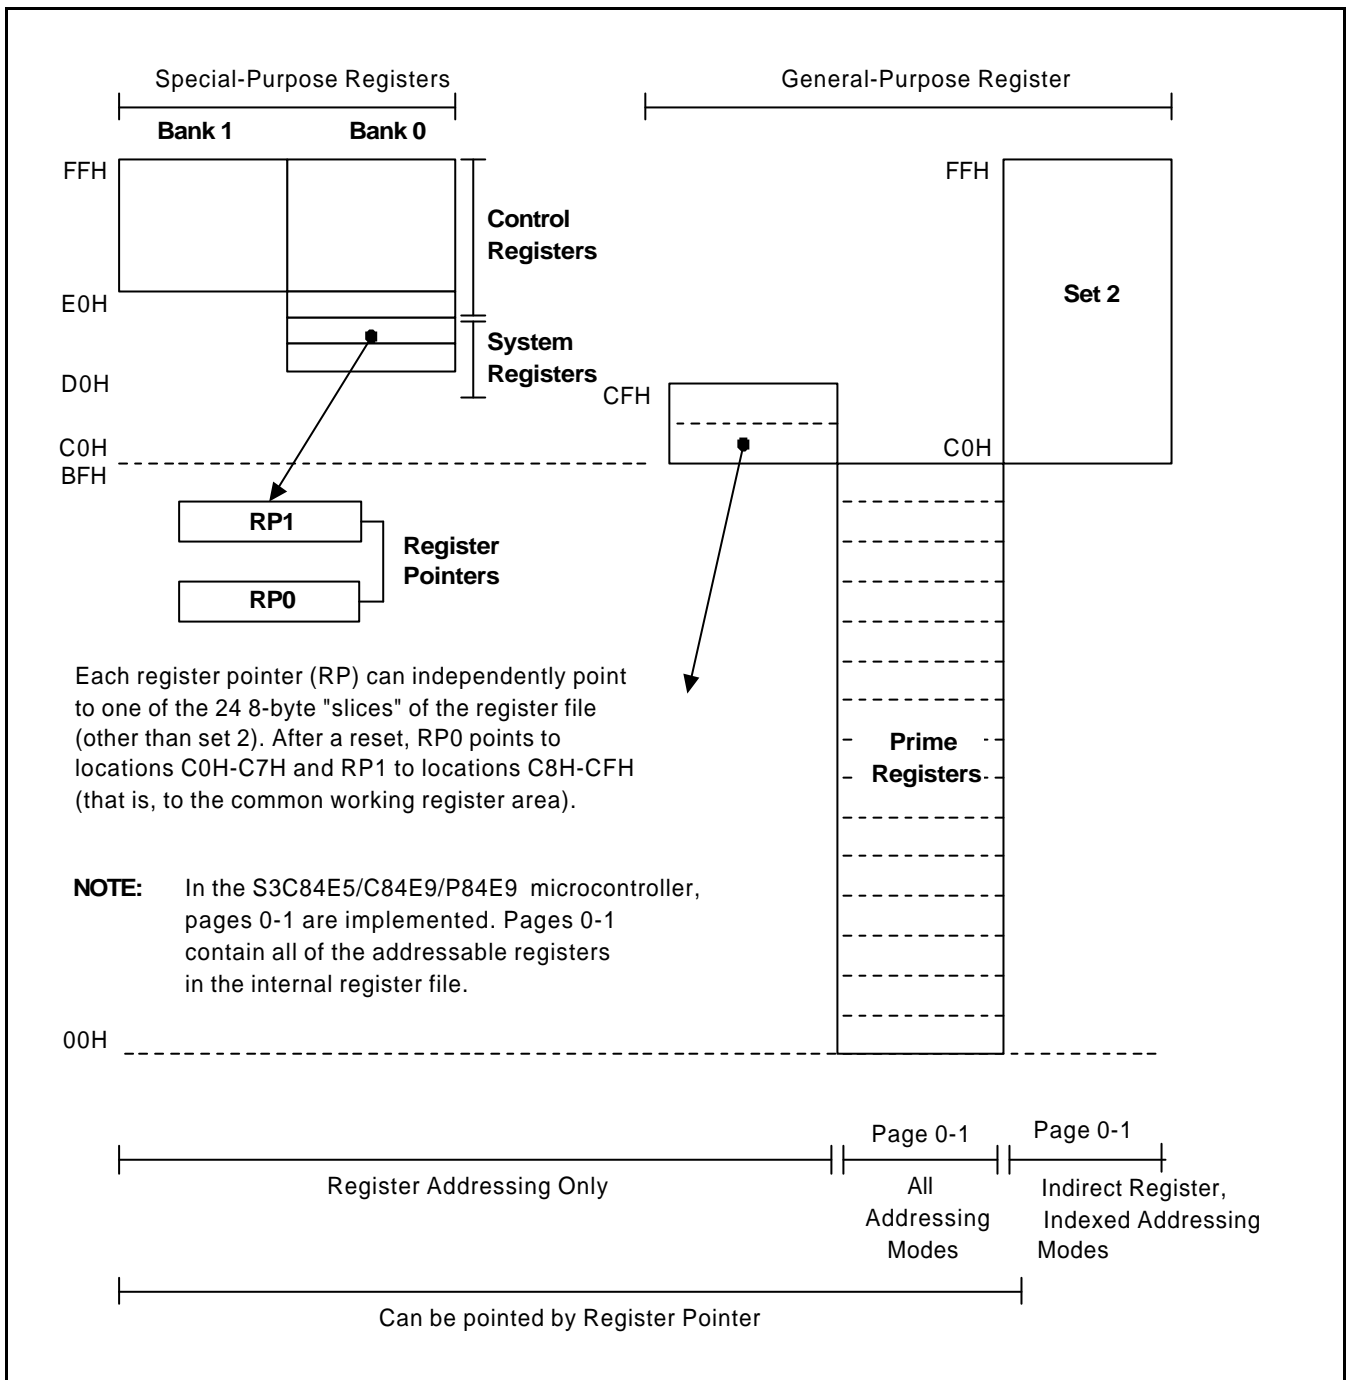 Special-Purpose Registers
General-Purpose Register
Bank 1
Bank 0
FFH
FFH
Control
Registers
E0H
Set 2
System
Registers
D0H
CFH
C0H
C0H
BFH
RP1
Register
Pointers
RP0
Each register pointer (RP) can independently point
to one of the 24 8-byte "slices" of the register file
(other than set 2). After a reset, RP0 points to
locations C0H-C7H and RP1 to locations C8H-CFH
(that is, to the common working register area).
Prime
Registers
NOTE: In the S3C84E5/C84E9/P84E9 microcontroller,
pages 0-1 are implemented. Pages 0-1
contain all of the addressable registers
in the internal register file.
00H
Page 0-1
Page 0-1
Register Addressing Only
All
Addressing
Modes
Indirect Register,
Indexed Addressing
Modes
Can be pointed by Register Pointer